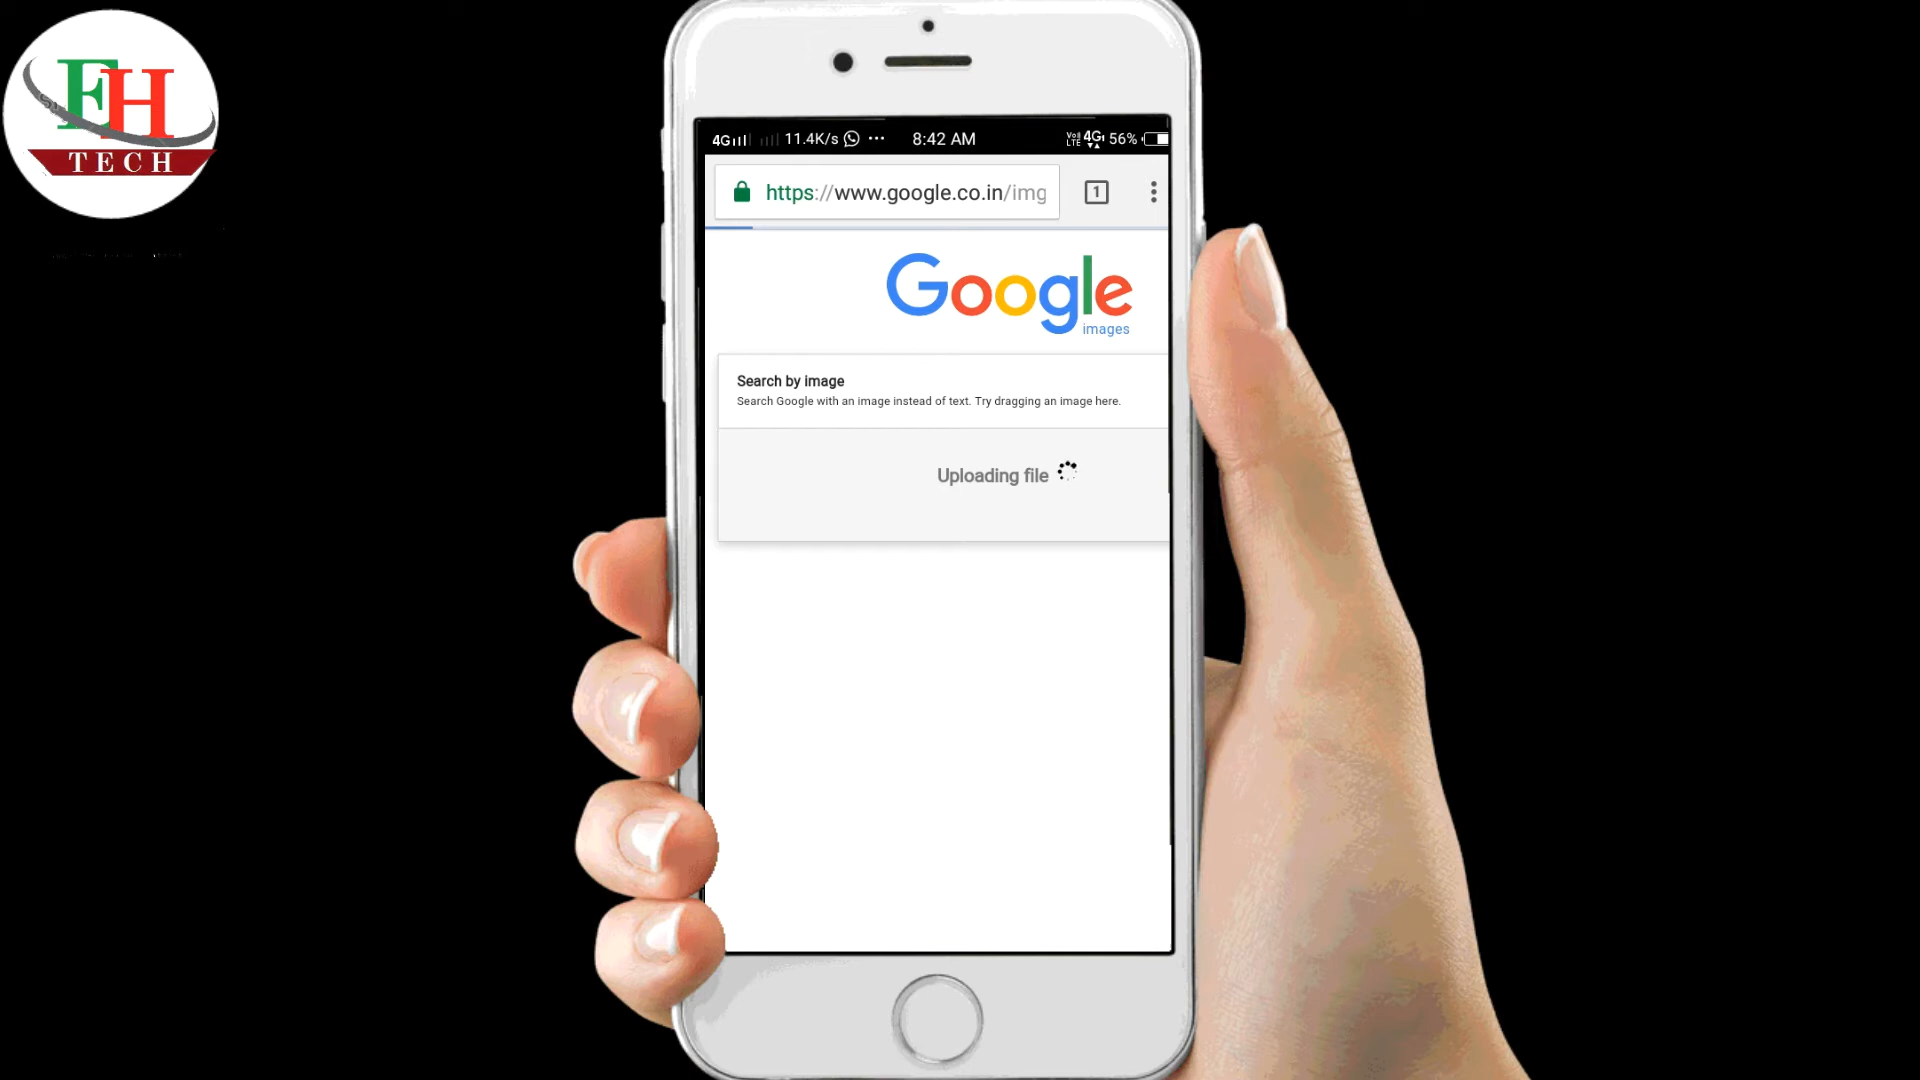 FH
TECH
4G 11.4K/s ... 8:42 AM VoLTE 4G 56%
https://www.google.co.in/img
1
Google
images
Search by image
Search Google with an image instead of text. Try dragging an image here.
Uploading file